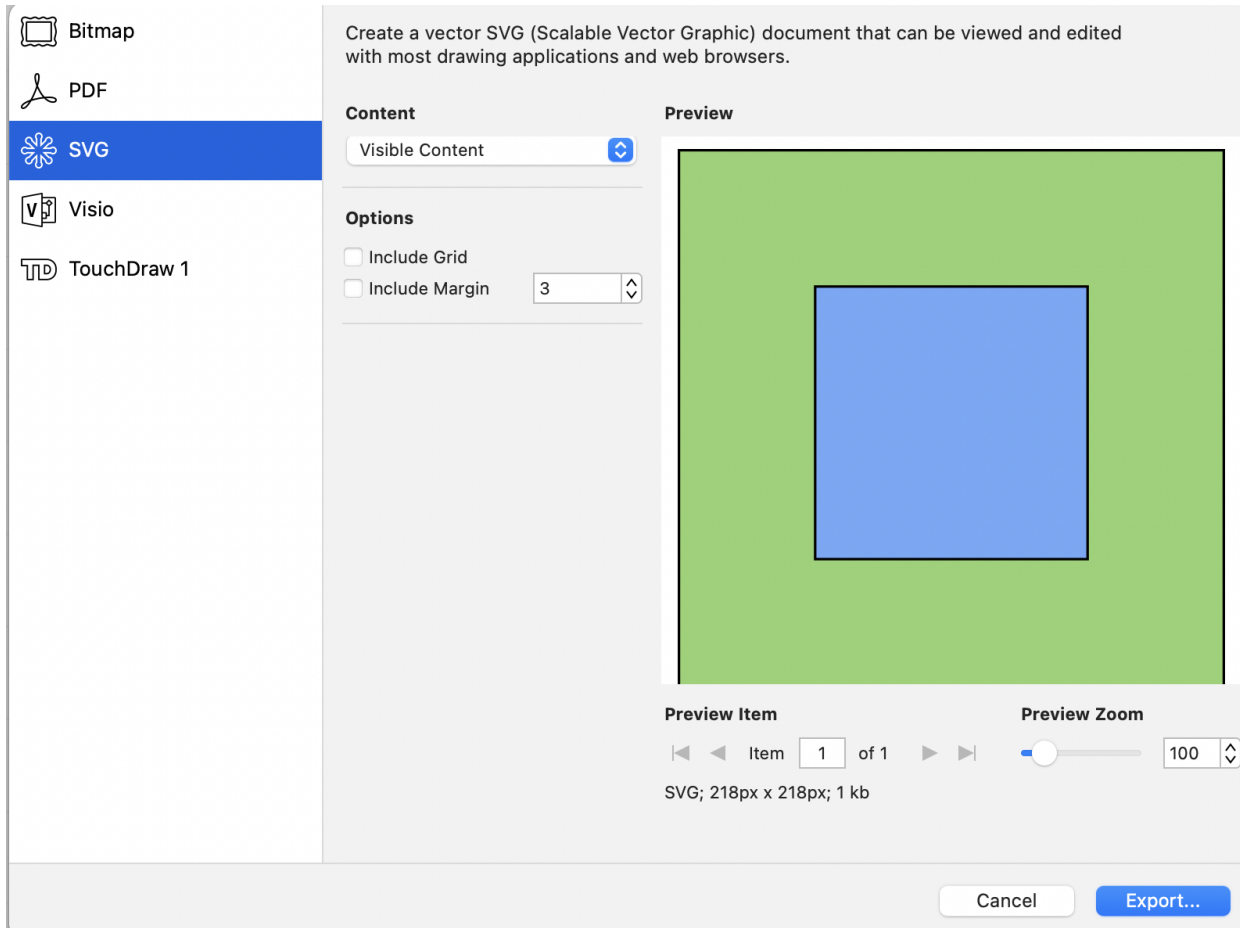 Bitmap
PDF
SVG
Visio
TouchDraw 1
Create a vector SVG (Scalable Vector Graphic) document that can be viewed and edited
with most drawing applications and web browsers.
Content
Visible Content
Options
Include Grid
Include Margin 3
Preview
Preview Item
Item 1 of 1
SVG; 218px x 218px; 1 kb
Preview Zoom
100
Cancel
Export...